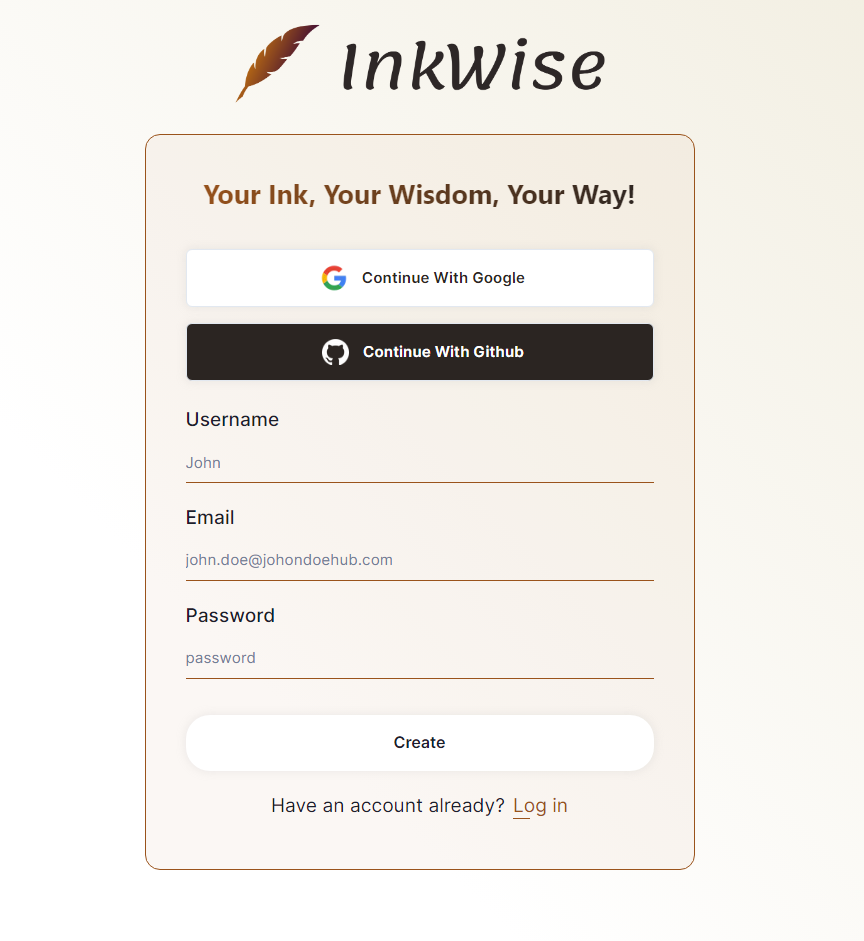 InkWise
Your Ink, Your Wisdom, Your Way!
Continue With Google
Continue With Github
Username
John
Email
john.doe@johondoehub.com
Password
password
Create
Have an account already? Log in